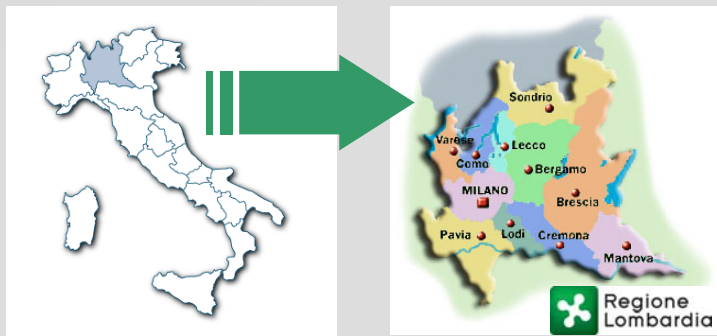 Sondrio
Varese
Como
Lecco
Bergamo
MILANO
Brescia
Pavia
Lodi
Cremona
Mantova
Regione
Lombardia